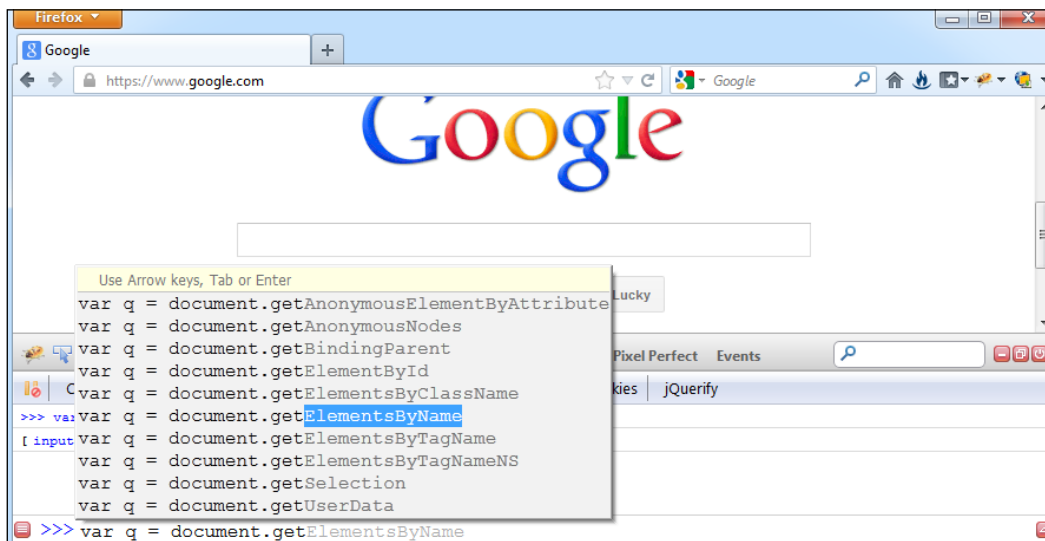 Firefox
Google
https://www.google.com
Google
Google
Lucky
Use Arrow keys, Tab or Enter
var q = document.getAnonymousElementByAttribute
var q = document.getAnonymousNodes
var q = document.getBindingParent
var q = document.getElementById
var q = document.getElementsByClassName
var q = document.getElementsByName
var q = document.getElementsByTagName
var q = document.getElementsByTagNameNS
var q = document.getSelection
var q = document.getUserData
Pixel Perfect Events
kies jQuerify
>>> var
[ input
>>> var q = document.getElementsByName